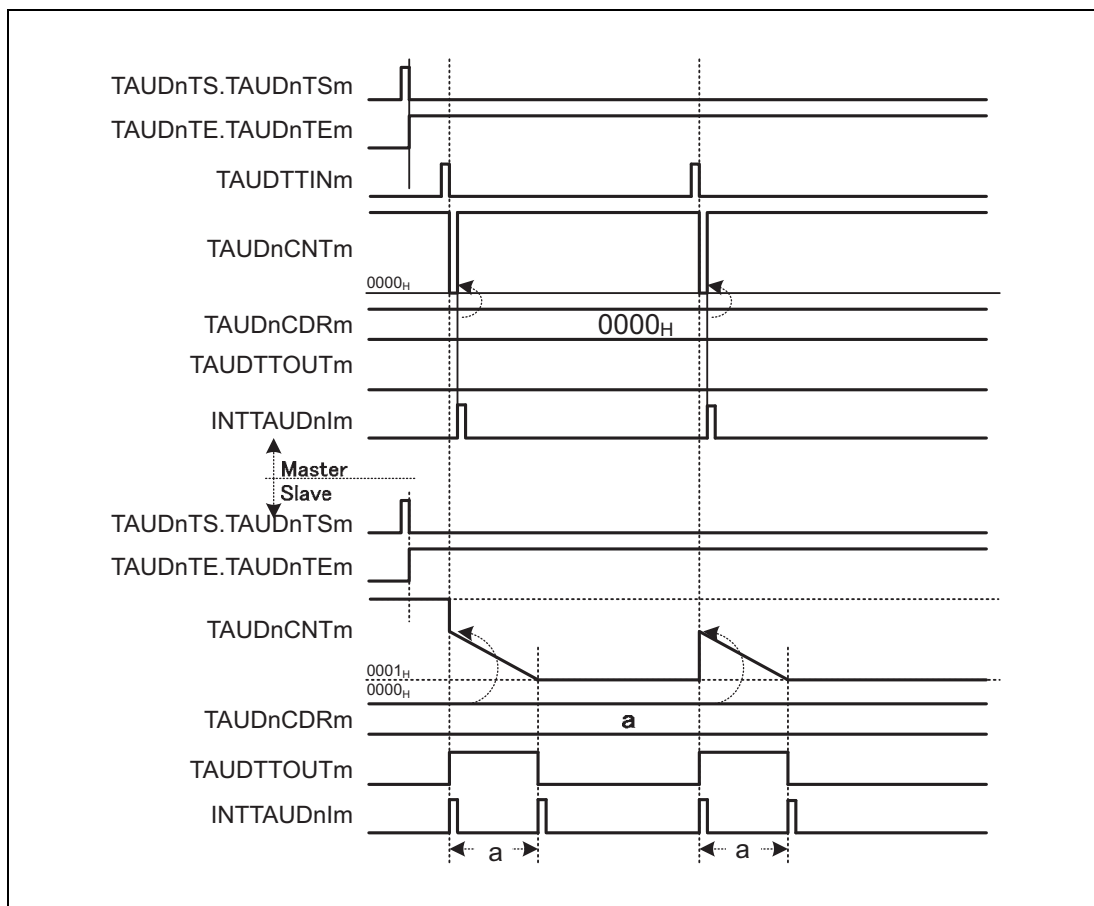 TAUDnTS.TAUDnTSm
TAUDnTE.TAUDnTEm
TAUDTTINm
TAUDnCNTm
0000H
TAUDnCDRm
0000H
TAUDTTOUTm
INTTAUDnIm
Master
Slave
TAUDnTS.TAUDnTSm
TAUDnTE.TAUDnTEm
TAUDnCNTm
0001H
0000H
TAUDnCDRm
a
TAUDTTOUTm
INTTAUDnIm
a a